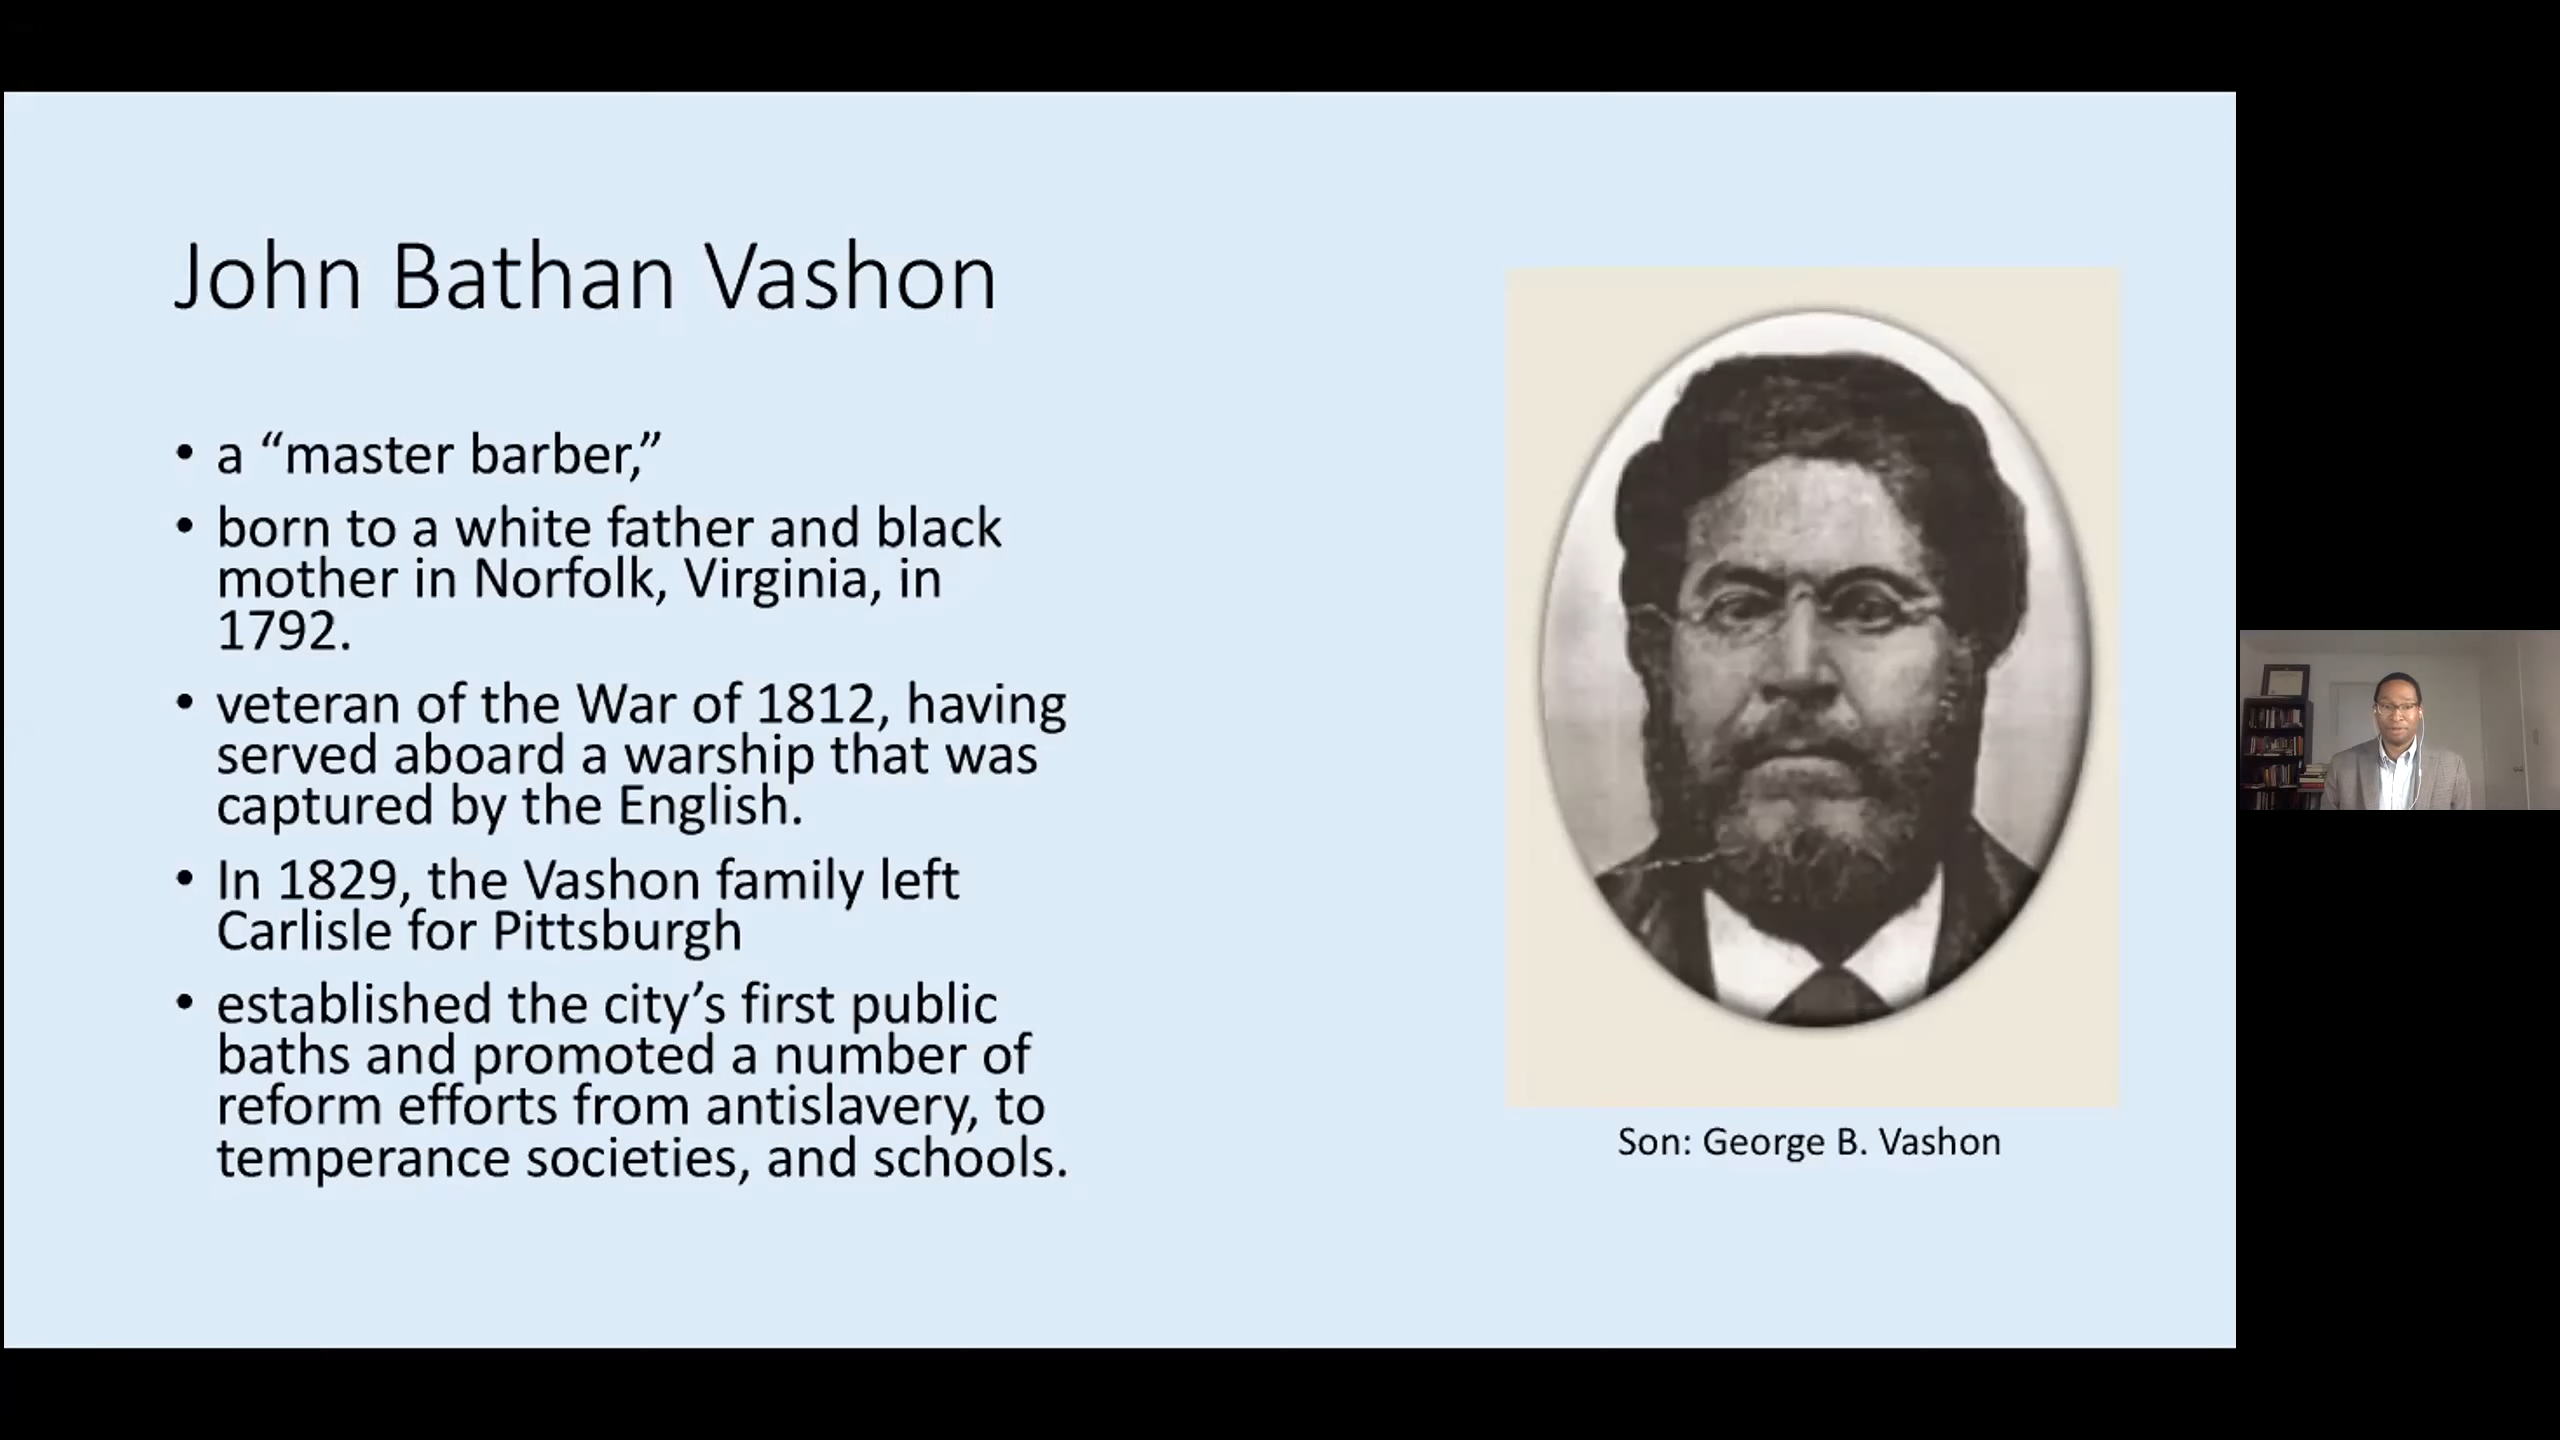 John Bathan Vashon
• a “master barber,”
• born to a white father and black
mother in Norfolk, Virginia, in
1792.
• veteran of the War of 1812, having
served aboard a warship that was
captured by the English.
• In 1829, the Vashon family left
Carlisle for Pittsburgh
• established the city’s first public
baths and promoted a number of
reform efforts from antislavery, to
temperance societies, and schools.
Son: George B. Vashon